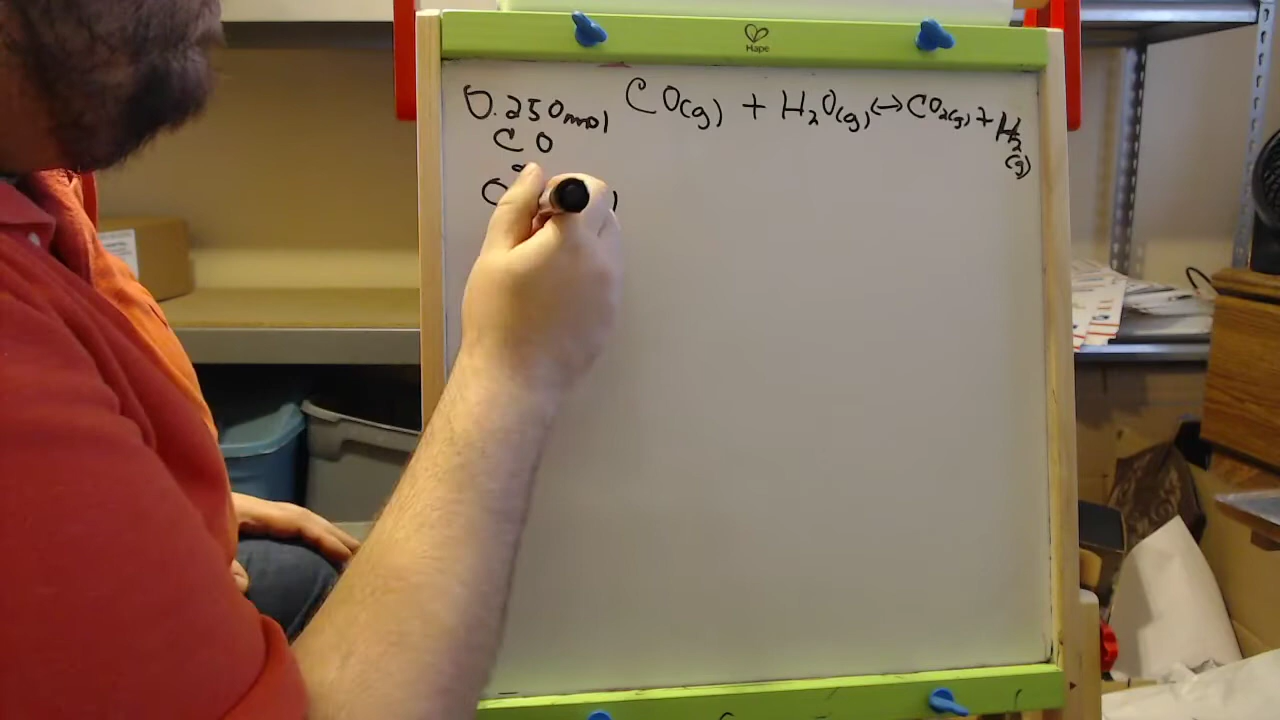 Hape
0.250mol CO(g) + H₂O(g) ↔ CO₂(g) + H₂
(g)
CO